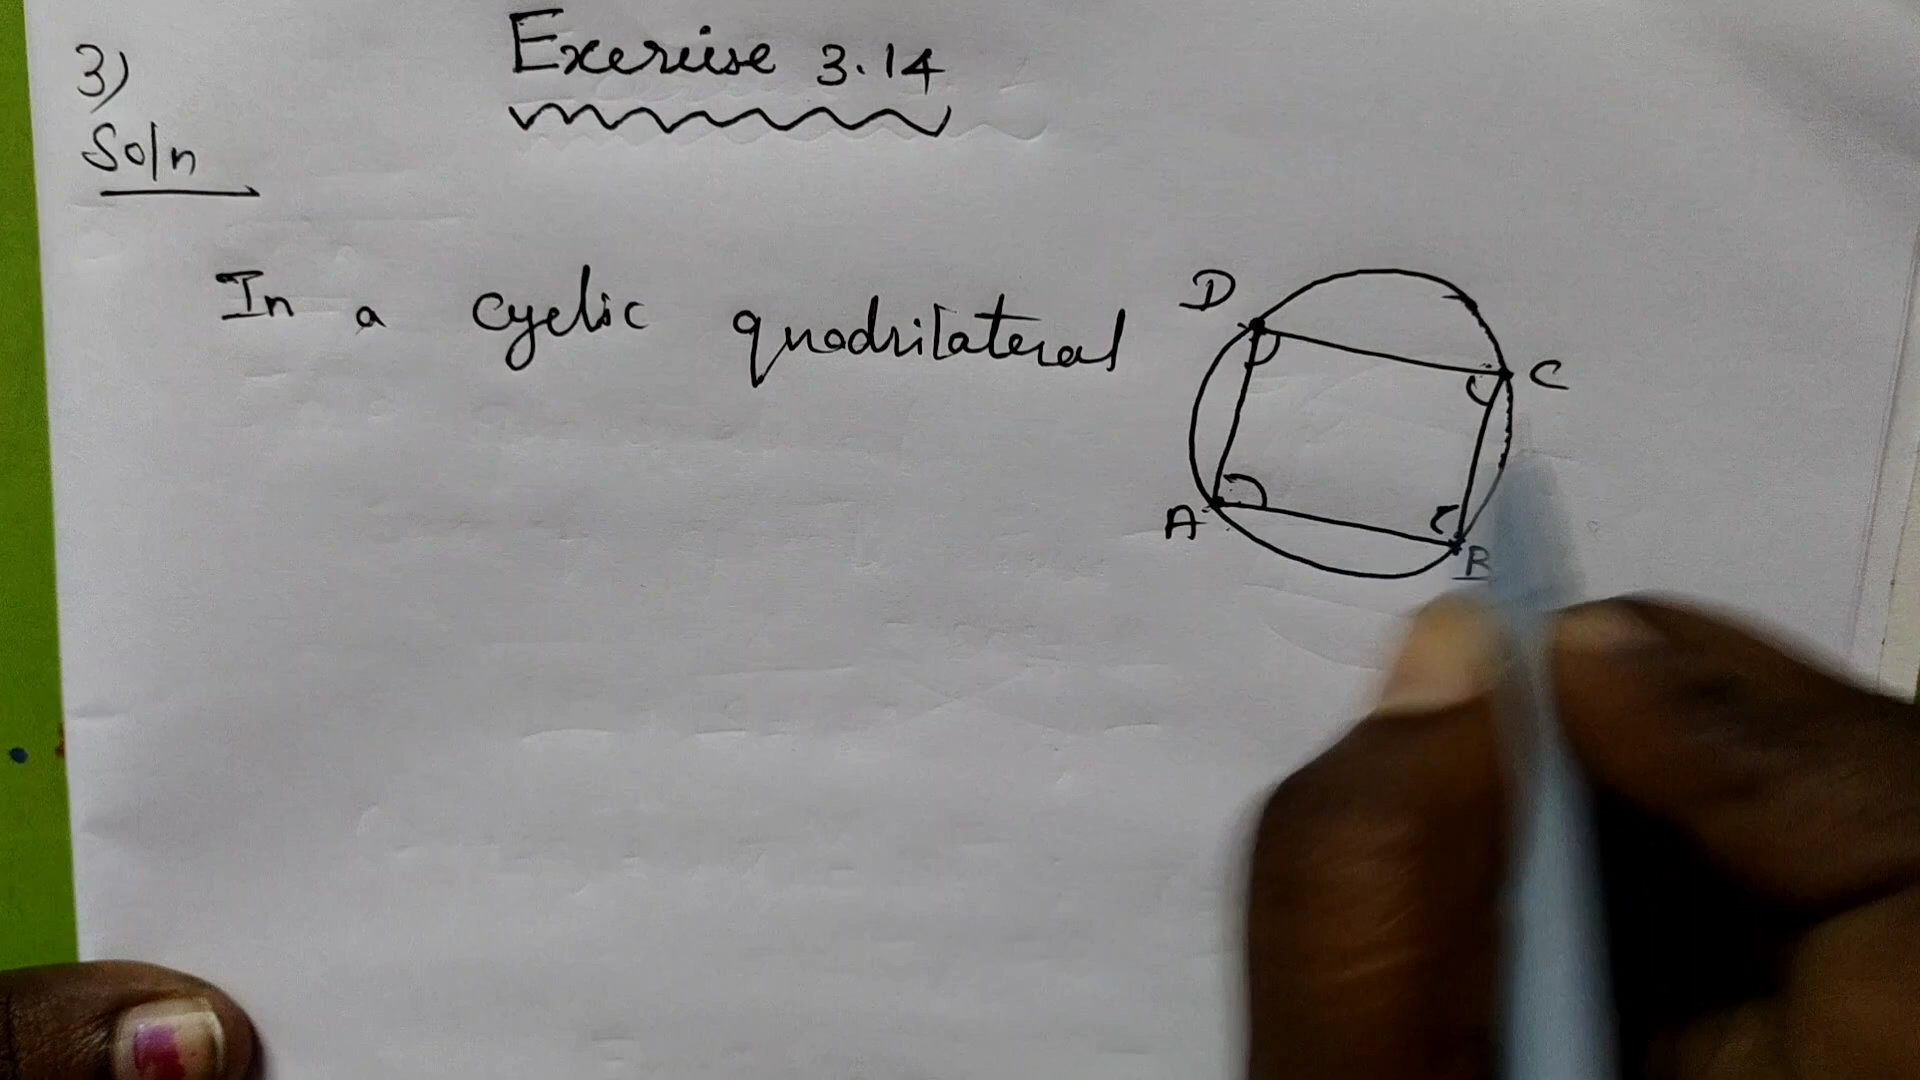 3)
Exercise 3.14
Soln
In a cyclic quadrilateral
D
C
A
B